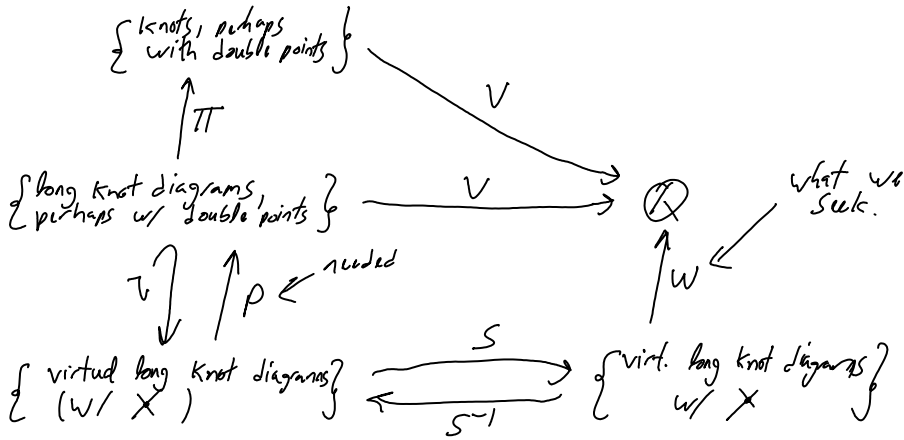 { knots, perhaps
with double points }
V
π
{ long knot diagrams,
perhaps w/ double points }
V
Q
what we
seek.
τ
p
needed
W
{ virtual long knot diagrams
(w/ X) }
S
S⁻¹
{ virt. long knot diagrams
w/ X }